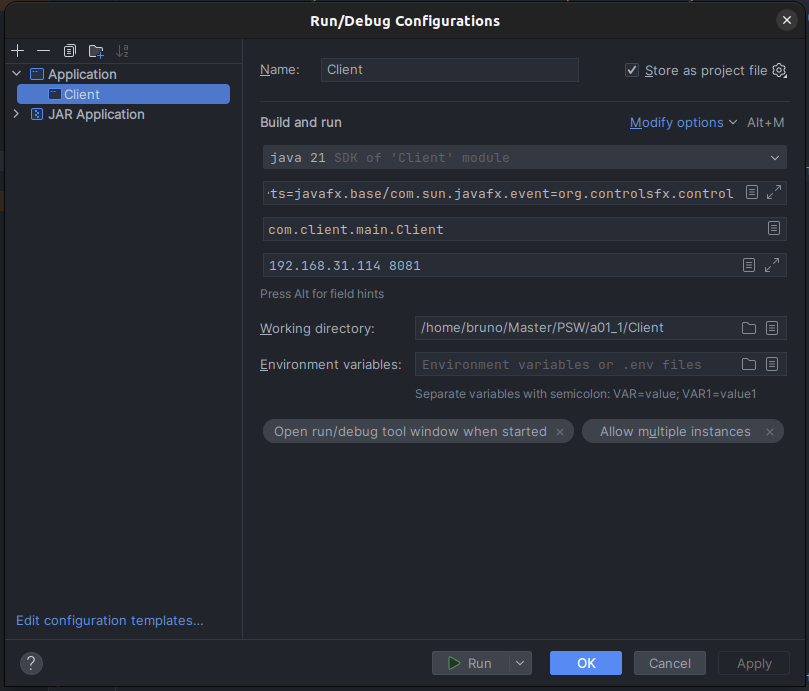 Run/Debug Configurations
Application
Client
JAR Application
Edit configuration templates...
Name: Client
Store as project file
Build and run
Modify options Alt+M
java 21 SDK of 'Client' module
ts=javafx.base/com.sun.javafx.event=org.controlsfx.control
com.client.main.Client
192.168.31.114 8081
Press Alt for field hints
Working directory: /home/bruno/Master/PSW/a01_1/Client
Environment variables: Environment variables or .env files
Separate variables with semicolon: VAR=value; VAR1=value1
Open run/debug tool window when started × Allow multiple instances ×
? Run OK Cancel Apply